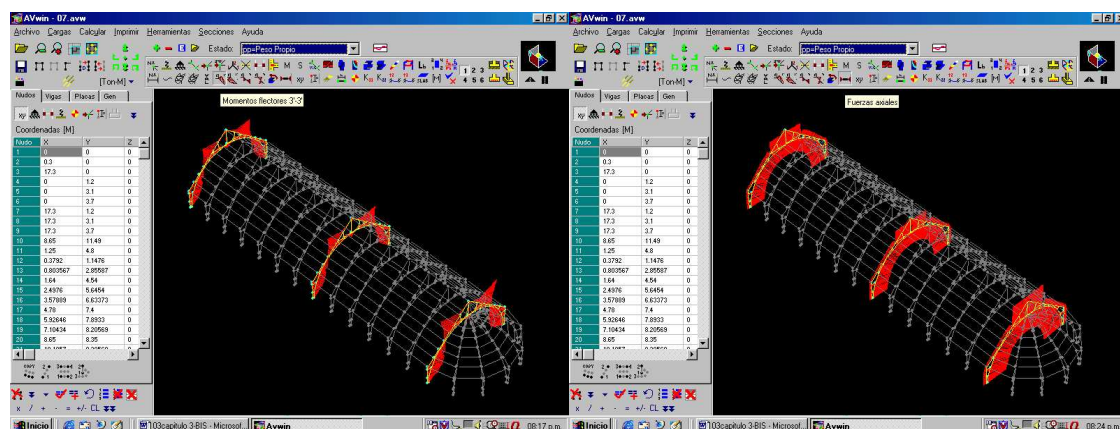 AVwin - 07.avw
Archivo Cargas Calcular Imprimir Herramientas Secciones Ayuda
Estado: pp=Peso Propio
[Ton-M]
Nudos Vigas Placas Gen
Momentos flectores 3'-3'
Coordenadas [M]
Nudo X Y Z
1 0 0 0
2 0.3 0 0
3 17.3 0 0
4 0 1.2 0
5 0 3.1 0
6 0 3.7 0
7 17.3 1.2 0
8 17.3 3.1 0
9 17.3 3.7 0
10 8.65 11.49 0
11 1.25 4.8 0
12 0.3792 1.1476 0
13 0.803567 2.85587 0
14 1.64 4.54 0
15 2.4976 5.6454 0
16 3.57889 6.63373 0
17 4.78 7.4 0
18 5.92646 7.8933 0
19 7.10434 8.20569 0
20 8.65 8.35 0
x / + - = +/- CL
Inicio 03capitulo 3-BIS - Microsof... Avwin 08:17 p.m.
AVwin - 07.avw
Archivo Cargas Calcular Imprimir Herramientas Secciones Ayuda
Estado: pp=Peso Propio
[Ton-M]
Nudos Vigas Placas Gen
Fuerzas axiales
Coordenadas [M]
Nudo X Y Z
1 0 0 0
2 0.3 0 0
3 17.3 0 0
4 0 1.2 0
5 0 3.1 0
6 0 3.7 0
7 17.3 1.2 0
8 17.3 3.1 0
9 17.3 3.7 0
10 8.65 11.49 0
11 1.25 4.8 0
12 0.3792 1.1476 0
13 0.803567 2.85587 0
14 1.64 4.54 0
15 2.4976 5.6454 0
16 3.57889 6.63373 0
17 4.78 7.4 0
18 5.92646 7.8933 0
19 7.10434 8.20569 0
20 8.65 8.35 0
x / + - = +/- CL
Inicio 03capitulo 3-BIS - Microsof... Avwin 08:24 p.m.